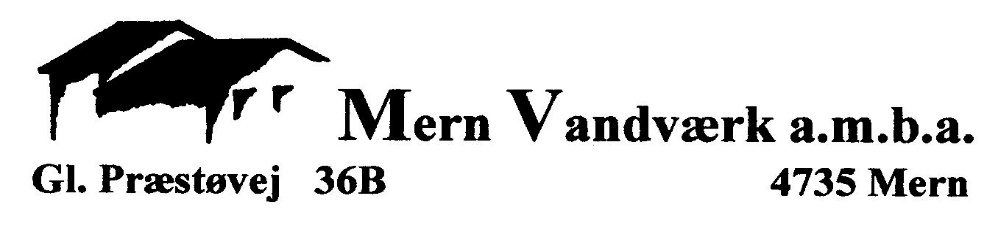 Mern Vandværk a.m.b.a.
Gl. Præstøvej 36B 4735 Mern